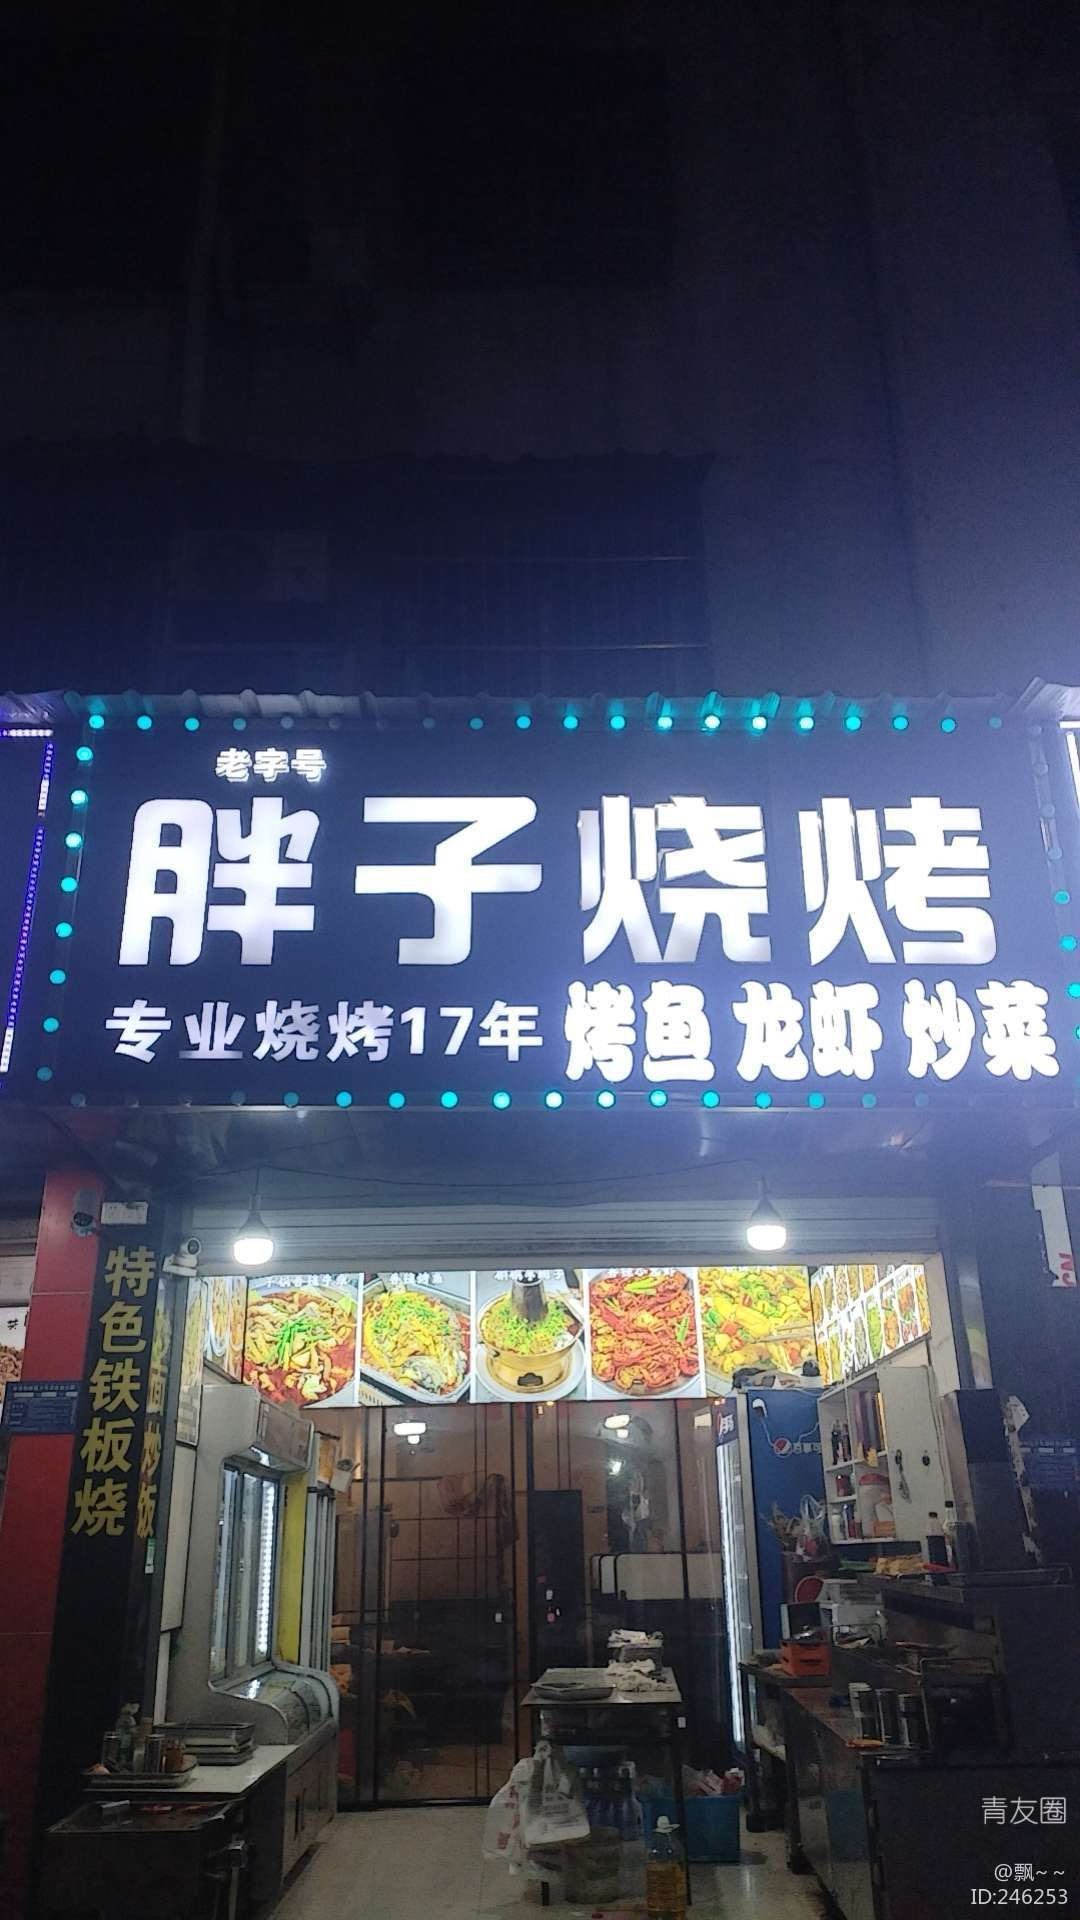 老字号
胖子烧烤
专业烧烤17年 烤鱼 龙虾 炒菜
特色铁板烧
炒面炒饭
青友圈
@飘~~
ID:246253